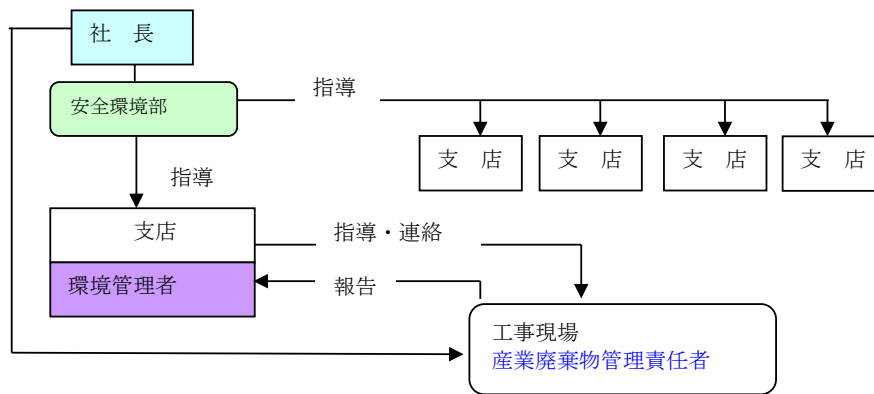 社　長
安全環境部
指導
支　店
支　店
支　店
支　店
指導
支店
指導・連絡
環境管理者
報告
工事現場
産業廃棄物管理責任者